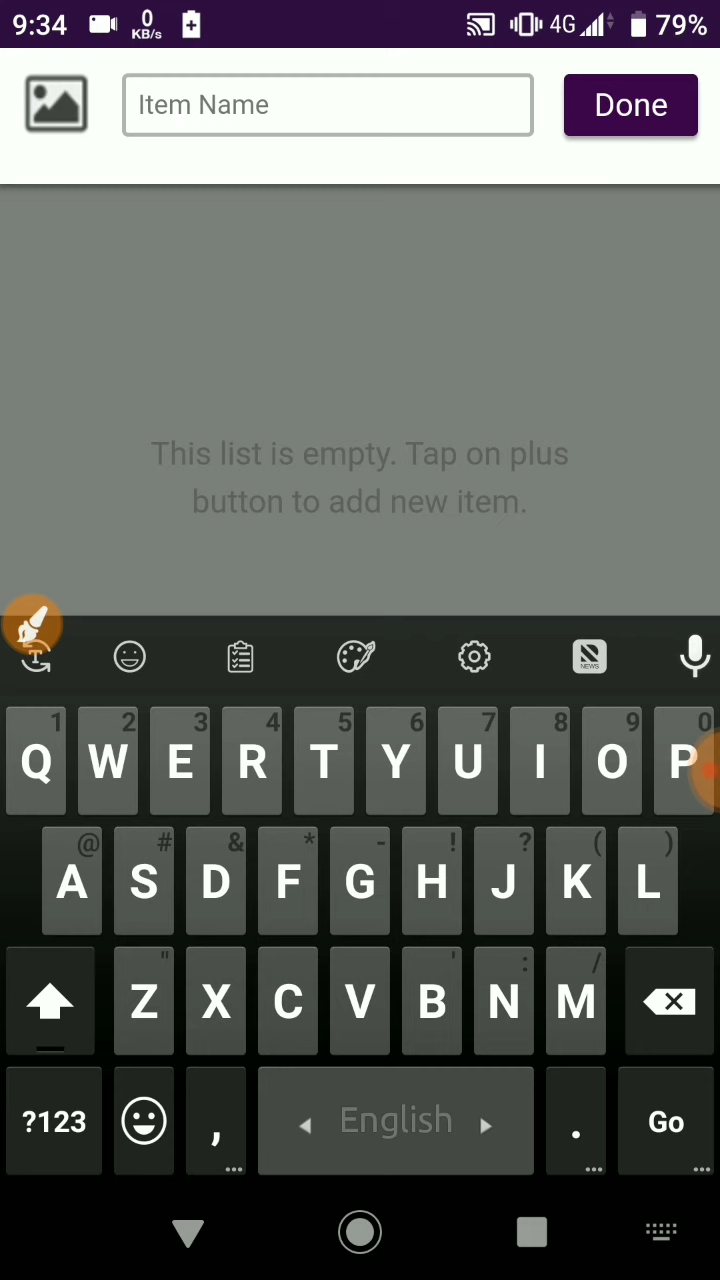 9:34 0 KB/s 4G 79%
Item Name Done
This list is empty. Tap on plus
button to add new item.
T NEWS
1 2 3 4 5 6 7 8 9 0
Q W E R T Y U I O P
@ # & * - ! ? ( )
A S D F G H J K L
" ' : /
Z X C V B N M
?123 , English . Go